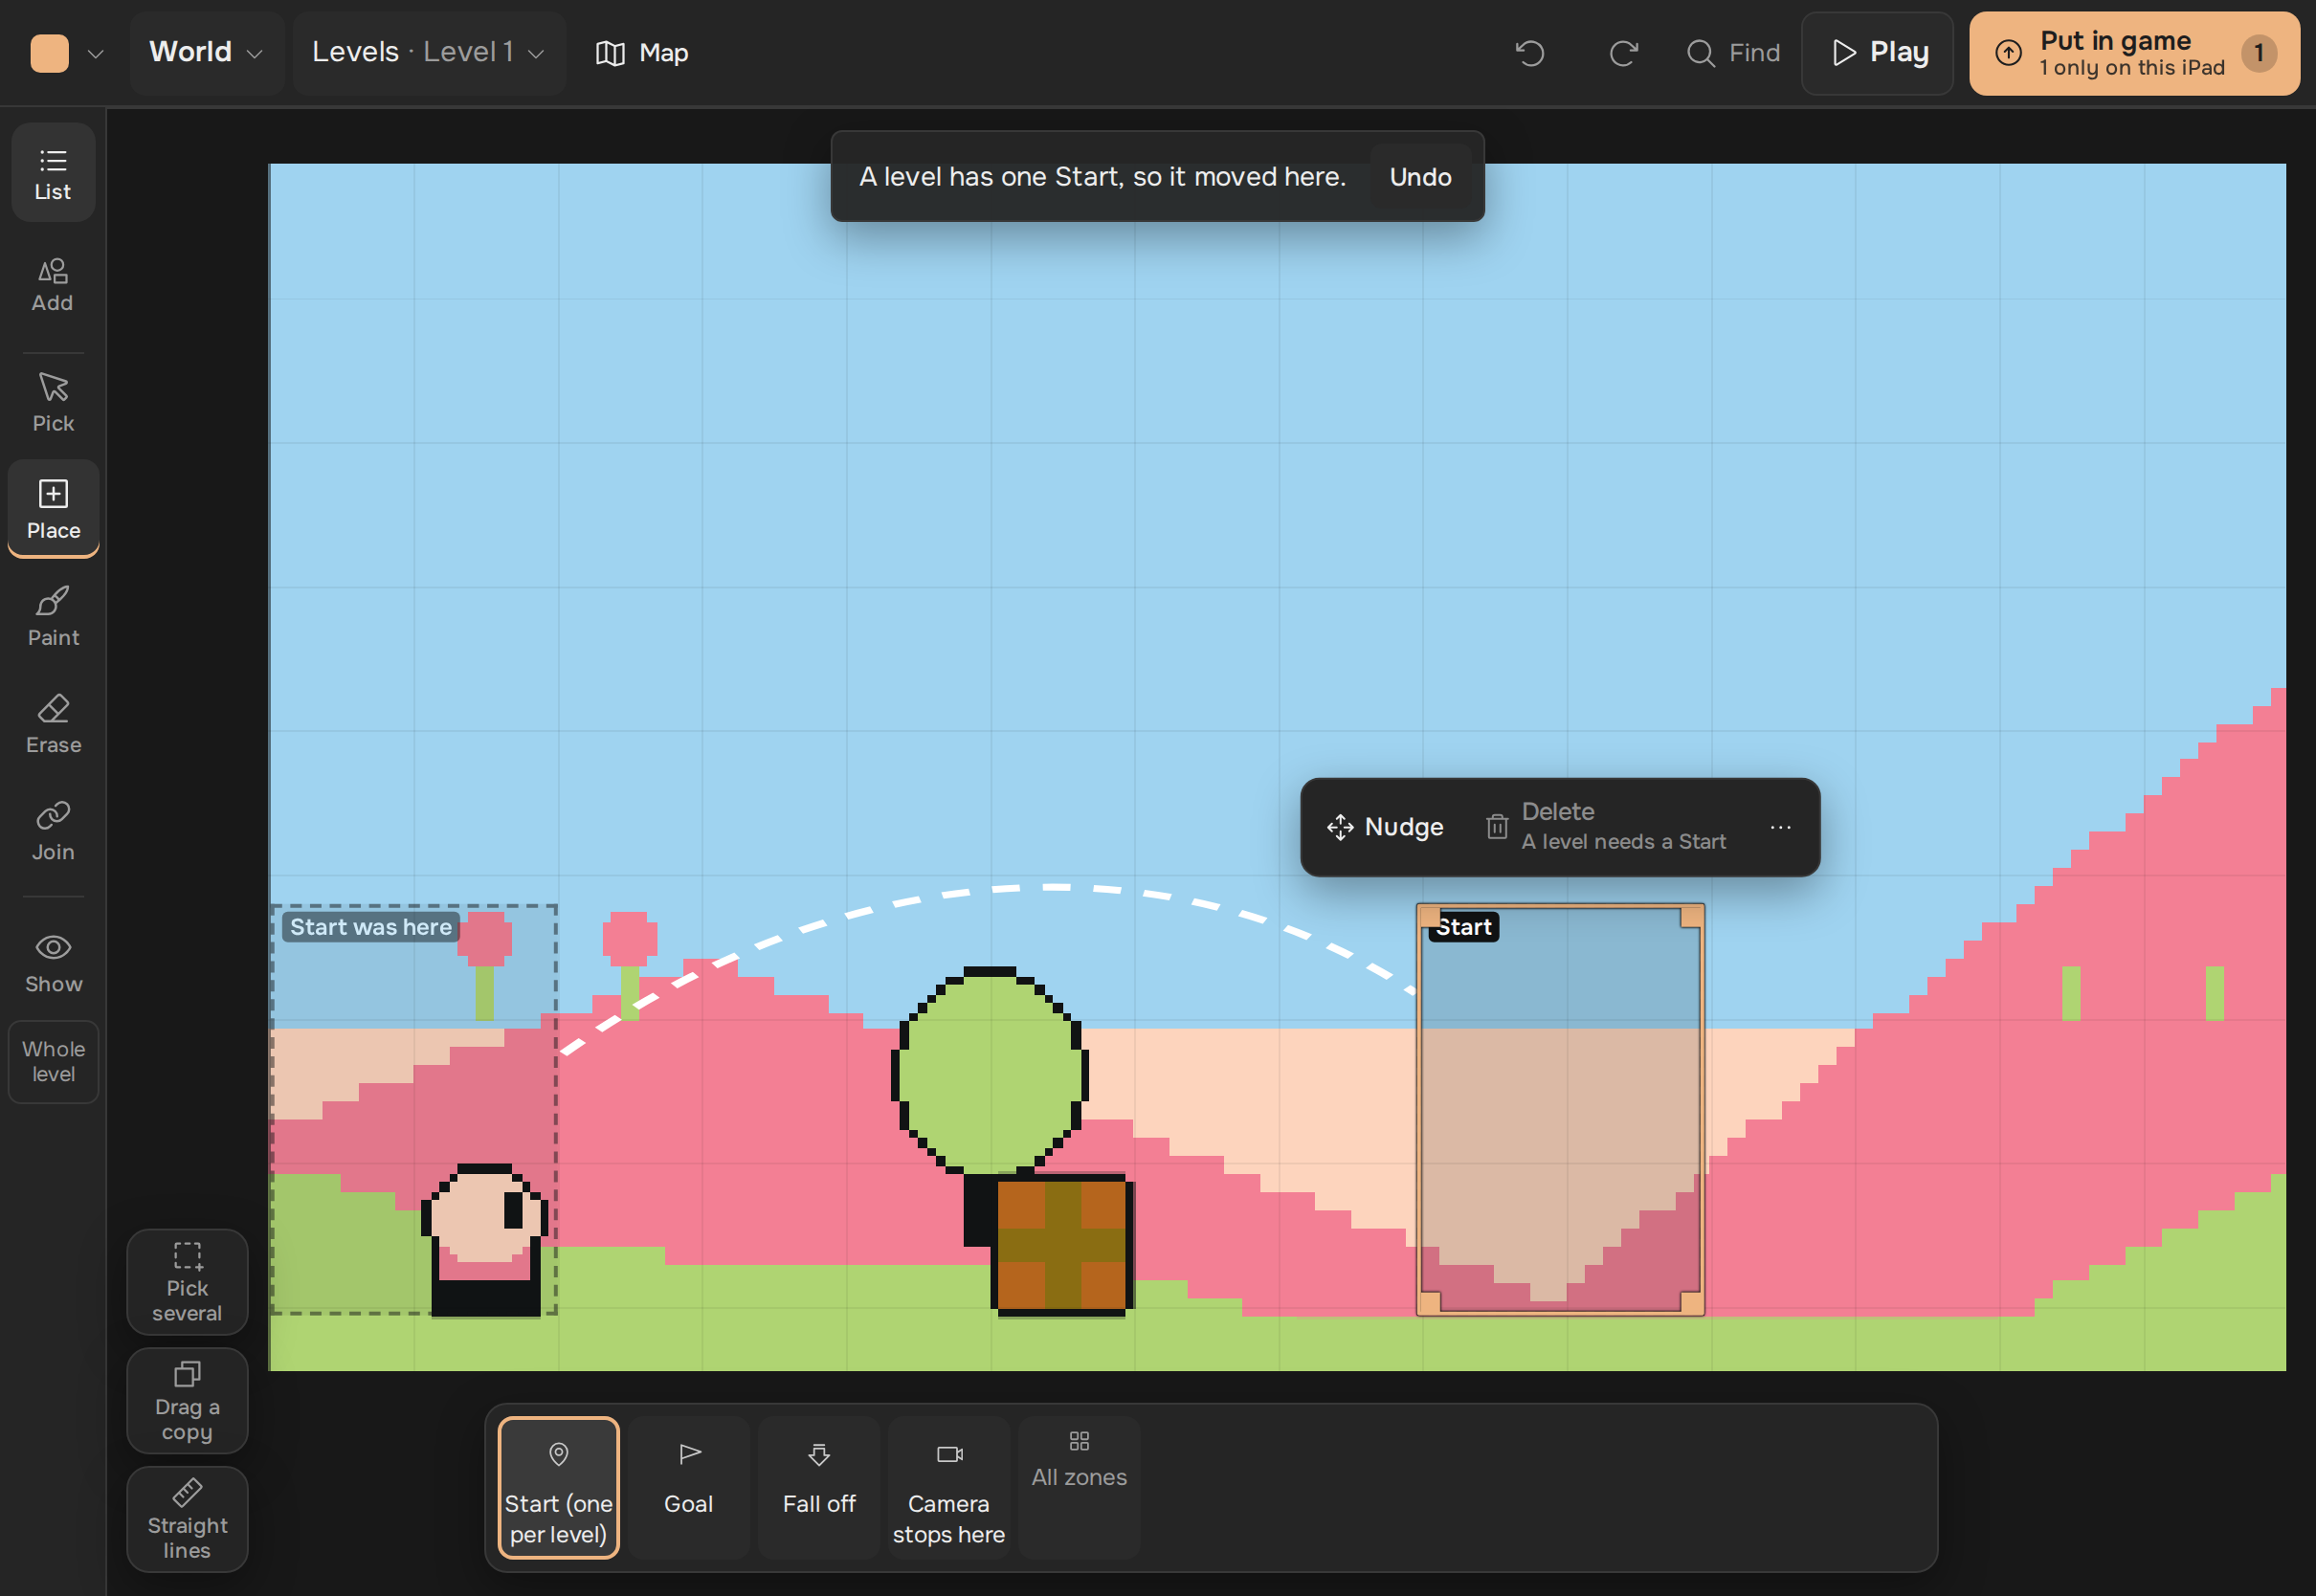 World
Levels · Level 1
Map
Find
Play
Put in game
1 only on this iPad
1
List
Add
Pick
Place
Paint
Erase
Join
Show
Whole
level
A level has one Start, so it moved here.
Undo
Nudge
Delete
A level needs a Start
Start was here
Start
Pick
several
Drag a
copy
Straight
lines
Start (one
per level)
Goal
Fall off
Camera
stops here
All zones